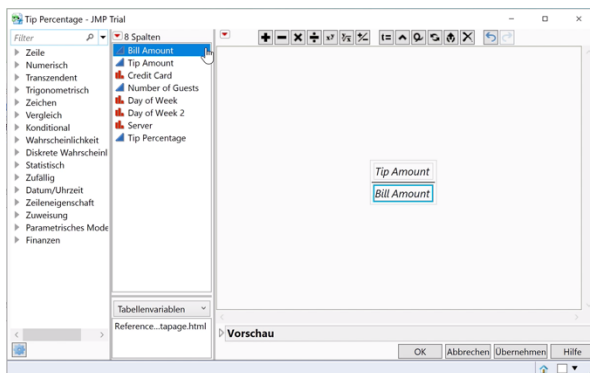 Tip Percentage - JMP Trial
Filter
Zeile
Numerisch
Transzendent
Trigonometrisch
Zeichen
Vergleich
Konditional
Wahrscheinlichkeit
Diskrete Wahrscheinl
Statistisch
Zufällig
Datum/Uhrzeit
Zeileneigenschaft
Zuweisung
Parametrisches Mode
Finanzen
8 Spalten
Bill Amount
Tip Amount
Credit Card
Number of Guests
Day of Week
Day of Week 2
Server
Tip Percentage
Tabellenvariablen
Reference...tapage.html
Tip Amount
Bill Amount
Vorschau
OK Abbrechen Übernehmen Hilfe